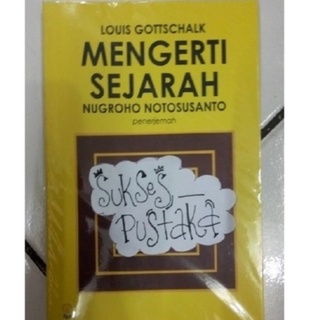 LOUIS GOTTSCHALK
MENGERTI
SEJARAH
NUGROHO NOTOSUSANTO
penerjemah
Sukses
Pustaka